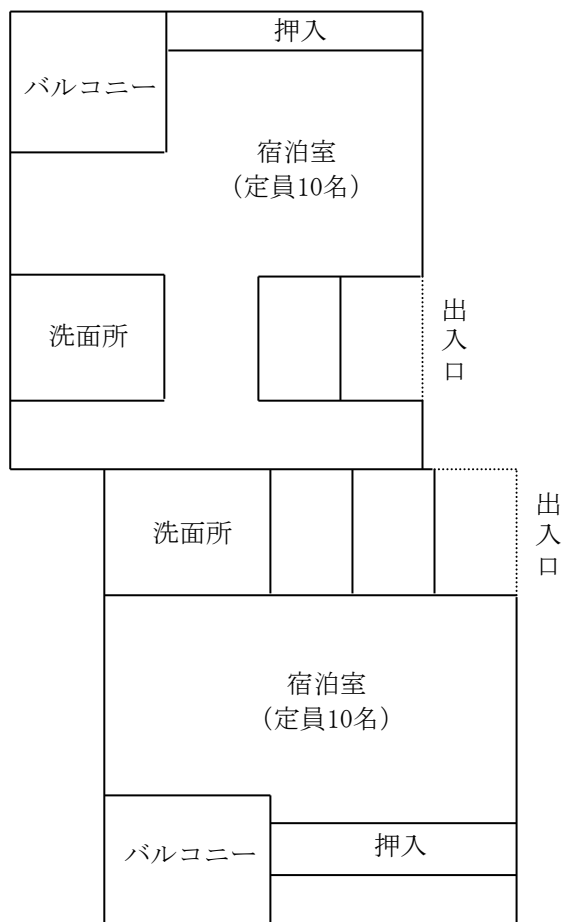 押入
バルコニー
宿泊室
（定員10名）
洗面所
出入口
出入口
洗面所
宿泊室
（定員10名）
バルコニー
押入